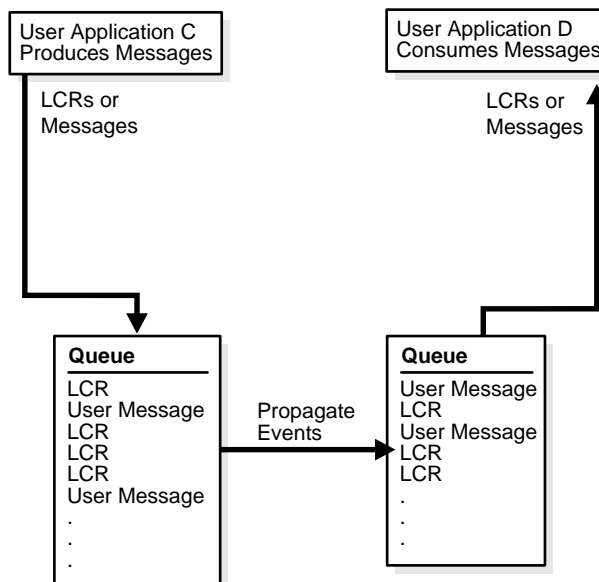 User Application C
Produces Messages
User Application D
Consumes Messages
LCRs or
Messages
LCRs or
Messages
Queue
LCR
User Message
LCR
LCR
LCR
User Message
.
.
.
Propagate
Events
Queue
User Message
LCR
User Message
LCR
LCR
.
.
.